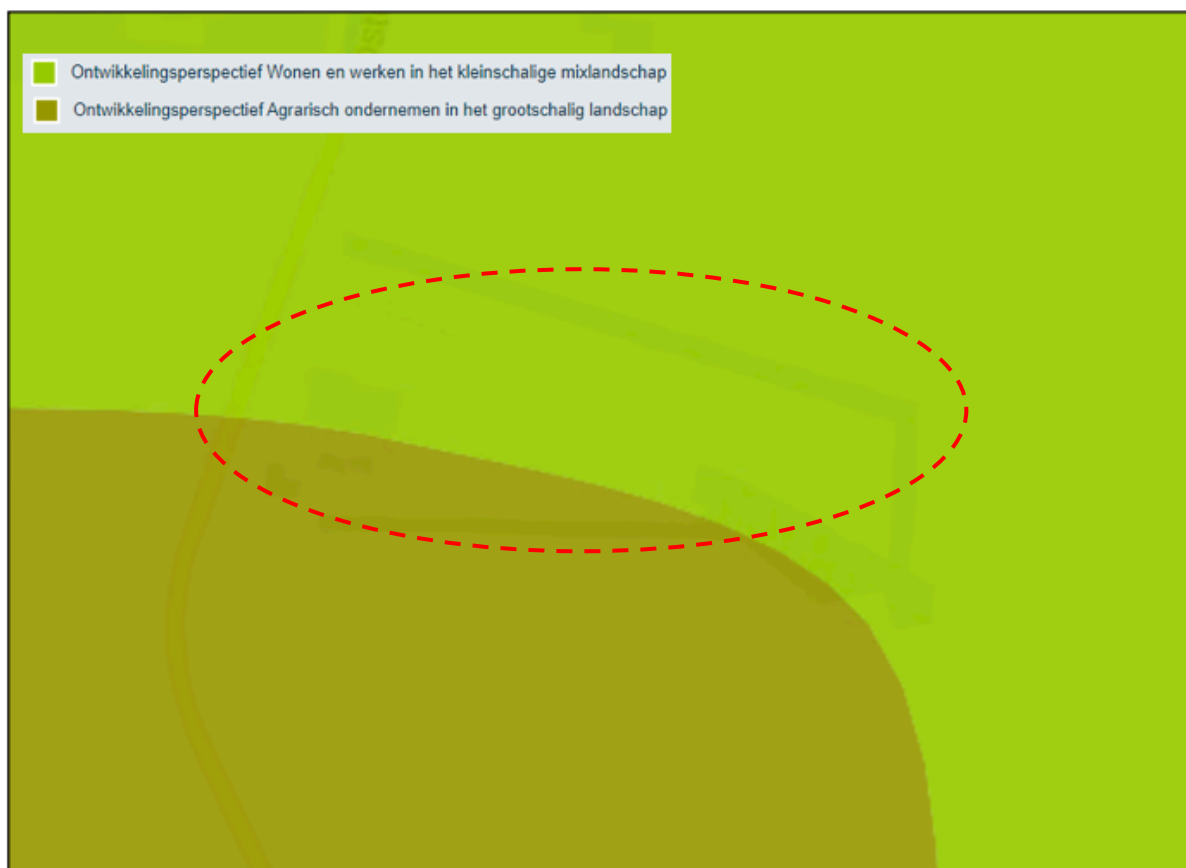 Ontwikkelingsperspectief Wonen en werken in het kleinschalige mixlandschap
Ontwikkelingsperspectief Agrarisch ondernemen in het grootschalig landschap